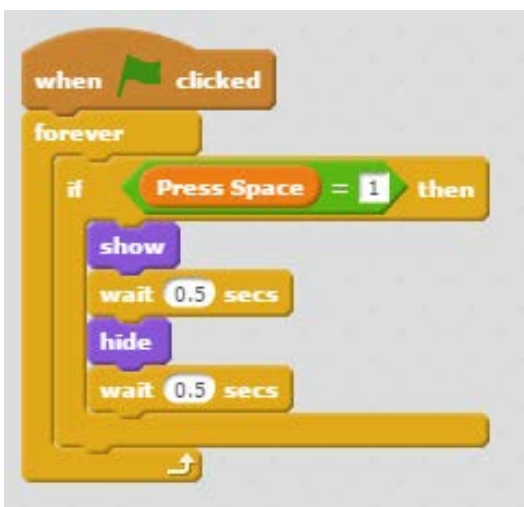 when clicked
forever
if Press Space = 1 then
show
wait 0.5 secs
hide
wait 0.5 secs